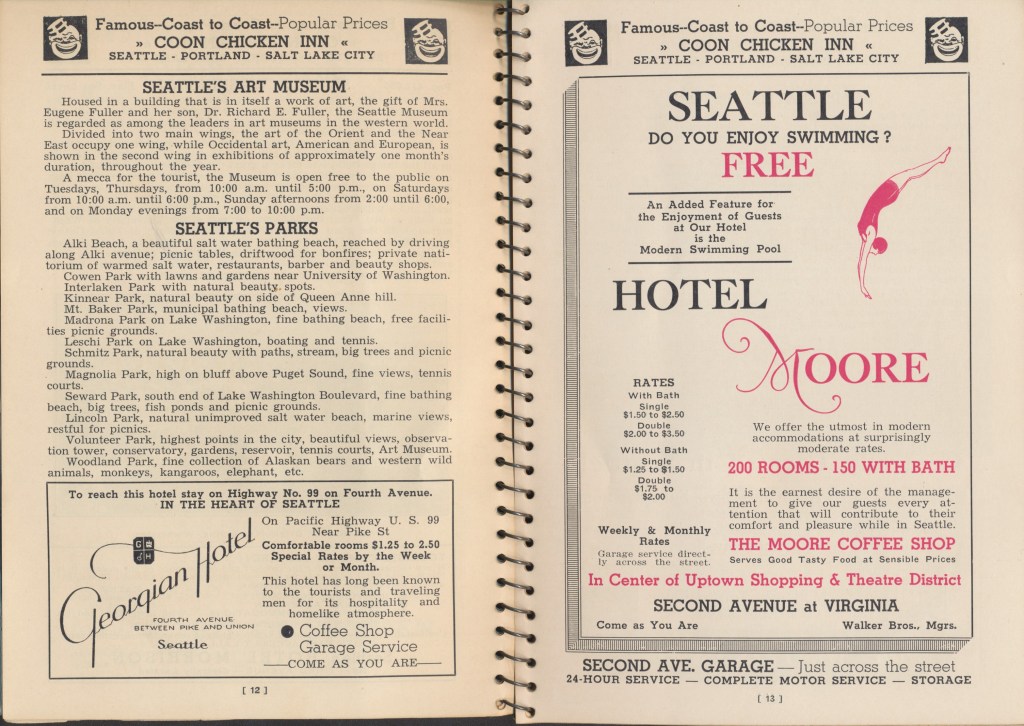 Famous--Coast to Coast--Popular Prices
» COON CHICKEN INN «
SEATTLE - PORTLAND - SALT LAKE CITY
SEATTLE'S ART MUSEUM
Housed in a building that is in itself a work of art, the gift of Mrs.
Eugene Fuller and her son, Dr. Richard E. Fuller, the Seattle Museum
is regarded as among the leaders in art museums in the western world.
Divided into two main wings, the art of the Orient and the Near
East occupy one wing, while Occidental art, American and European, is
shown in the second wing in exhibitions of approximately one month's
duration, throughout the year.
A mecca for the tourist, the Museum is open free to the public on
Tuesdays, Thursdays, from 10:00 a.m. until 5:00 p.m., on Saturdays
from 10:00 a.m. until 6:00 p.m., Sunday afternoons from 2:00 until 6:00,
and on Monday evenings from 7:00 to 10:00 p.m.
SEATTLE'S PARKS
Alki Beach, a beautiful salt water bathing beach, reached by driving
along Alki avenue; picnic tables, driftwood for bonfires; private nati-
torium of warmed salt water, restaurants, barber and beauty shops.
Cowen Park with lawns and gardens near University of Washington.
Interlaken Park with natural beauty spots.
Kinnear Park, natural beauty on side of Queen Anne hill.
Mt. Baker Park, municipal bathing beach, views.
Madrona Park on Lake Washington, fine bathing beach, free facili-
ties picnic grounds.
Leschi Park on Lake Washington, boating and tennis.
Schmitz Park, natural beauty with paths, stream, big trees and picnic
grounds.
Magnolia Park, high on bluff above Puget Sound, fine views, tennis
courts.
Seward Park, south end of Lake Washington Boulevard, fine bathing
beach, big trees, fish ponds and picnic grounds.
Lincoln Park, natural unimproved salt water beach, marine views,
restful for picnics.
Volunteer Park, highest points in the city, beautiful views, observa-
tion tower, conservatory, gardens, reservoir, tennis courts, Art Museum.
Woodland Park, fine collection of Alaskan bears and western wild
animals, monkeys, kangaroos, elephant, etc.
To reach this hotel stay on Highway No. 99 on Fourth Avenue.
IN THE HEART OF SEATTLE
G H
Georgian Hotel
FOURTH AVENUE
BETWEEN PIKE AND UNION
Seattle
On Pacific Highway U. S. 99
Near Pike St
Comfortable rooms $1.25 to 2.50
Special Rates by the Week
or Month.
This hotel has long been known
to the tourists and traveling
men for its hospitality and
homelike atmosphere.
● Coffee Shop
Garage Service
COME AS YOU ARE
[ 12 ]
Famous--Coast to Coast--Popular Prices
» COON CHICKEN INN «
SEATTLE - PORTLAND - SALT LAKE CITY
SEATTLE
DO YOU ENJOY SWIMMING ?
FREE
An Added Feature for
the Enjoyment of Guests
at Our Hotel
is the
Modern Swimming Pool
HOTEL
MOORE
RATES
With Bath
Single
$1.50 to $2.50
Double
$2.00 to $3.50
Without Bath
Single
$1.25 to $1.50
Double
$1.75 to
$2.00
Weekly & Monthly
Rates
Garage service direct-
ly across the street.
We offer the utmost in modern
accommodations at surprisingly
moderate rates.
200 ROOMS - 150 WITH BATH
It is the earnest desire of the manage-
ment to give our guests every at-
tention that will contribute to their
comfort and pleasure while in Seattle.
THE MOORE COFFEE SHOP
Serves Good Tasty Food at Sensible Prices
In Center of Uptown Shopping & Theatre District
SECOND AVENUE at VIRGINIA
Come as You Are
Walker Bros., Mgrs.
SECOND AVE. GARAGE — Just across the street
24-HOUR SERVICE — COMPLETE MOTOR SERVICE — STORAGE
[ 13 ]